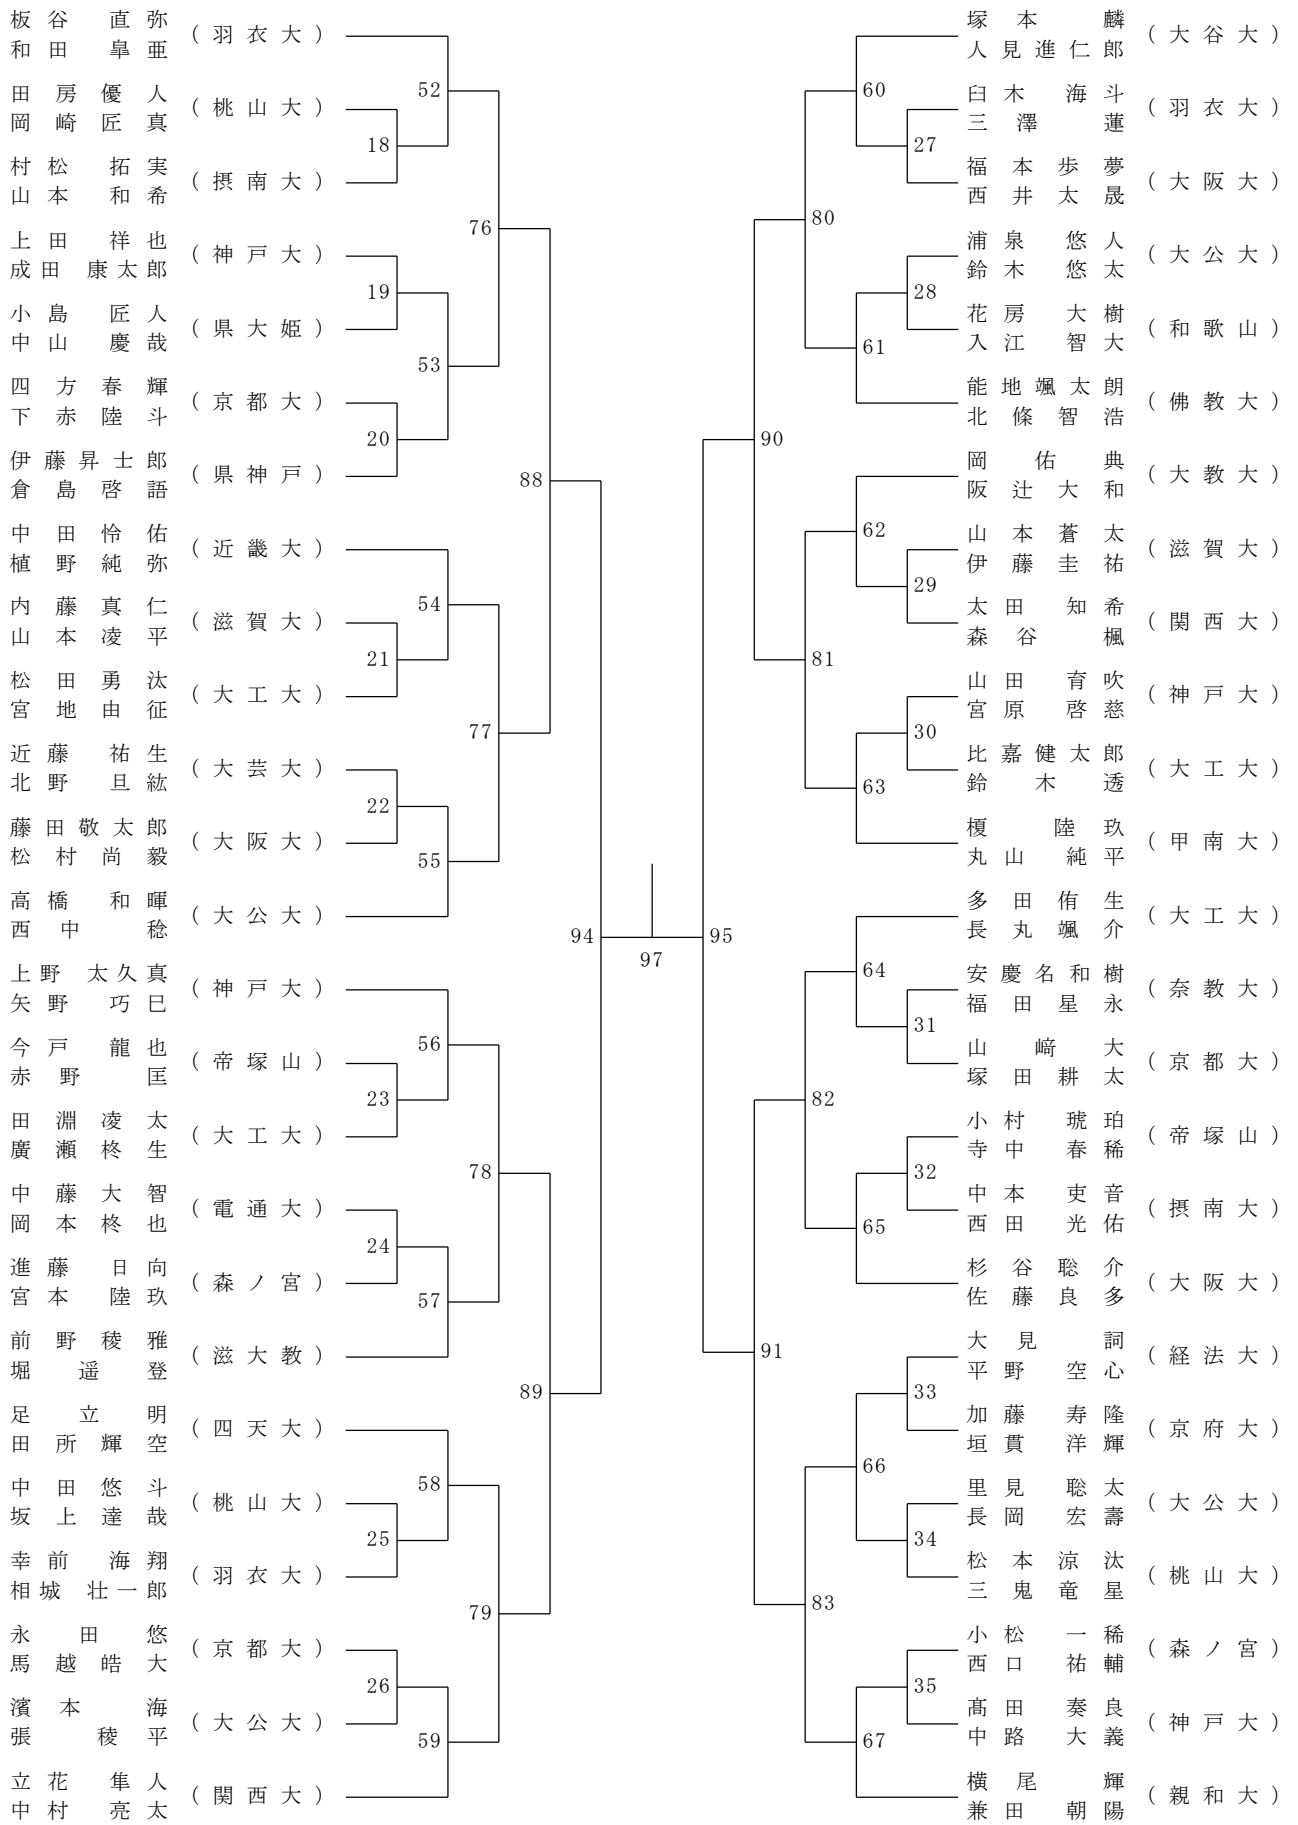 板谷 直弥
和田 皐亜
(羽衣大)
田房優人
岡崎匠真
(桃山大)
村松 拓実
山本 和希
(摂南大)
上田 祥也
成田 康太郎
(神戸大)
小島 匠人
中山 慶哉
(県大姫)
四方春輝
下赤陸斗
(京都大)
伊藤昇士郎
倉島啓語
(県神戸)
中田怜佑
植野純弥
(近畿大)
内藤真仁
山本凌平
(滋賀大)
松田勇汰
宮地由征
(大工大)
近藤 祐生
北野 旦紘
(大芸大)
藤田敬太郎
松村尚毅
(大阪大)
高橋 和暉
西中 稔
(大公大)
上野 太久真
矢野 巧巳
(神戸大)
今戸 龍也
赤野 匡
(帝塚山)
田淵凌太
廣瀬柊生
(大工大)
中藤大智
岡本柊也
(電通大)
進藤 日向
宮本 陸玖
(森ノ宮)
前野稜雅
堀遥登
(滋大教)
足立明
田所輝空
(四天大)
中田悠斗
坂上達哉
(桃山大)
幸前 海翔
相城 壮一郎
(羽衣大)
永田悠
馬越皓大
(京都大)
濱本 海
張 稜平
(大公大)
立花 隼人
中村 亮太
(関西大)
18
19
20
21
22
23
24
25
26
52
53
54
55
56
57
58
59
76
77
78
79
88
89
94
97
95
90
91
80
81
82
83
60
61
62
63
64
65
66
67
27
28
29
30
31
32
33
34
35
塚本 麟
人見進仁郎
(大谷大)
臼木 海斗
三澤 蓮
(羽衣大)
福本歩夢
西井太晟
(大阪大)
浦泉 悠人
鈴木 悠太
(大公大)
花房 大樹
入江 智大
(和歌山)
能地颯太朗
北條智浩
(佛教大)
岡佑典
阪辻大和
(大教大)
山本蒼太
伊藤圭祐
(滋賀大)
太田 知希
森谷 楓
(関西大)
山田 育吹
宮原 啓慈
(神戸大)
比嘉健太郎
鈴木透
(大工大)
榎 陸玖
丸山 純平
(甲南大)
多田侑生
長丸颯介
(大工大)
安慶名和樹
福田星永
(奈教大)
山﨑大
塚田耕太
(京都大)
小村 琥珀
寺中 春稀
(帝塚山)
中本 吏音
西田 光佑
(摂南大)
杉谷聡介
佐藤良多
(大阪大)
大見 詞
平野 空心
(経法大)
加藤 寿隆
垣貫 洋輝
(京府大)
里見 聡太
長岡 宏壽
(大公大)
松本涼汰
三鬼竜星
(桃山大)
小松 一稀
西口 祐輔
(森ノ宮)
髙田 奏良
中路 大義
(神戸大)
横尾 輝
兼田 朝陽
(親和大)